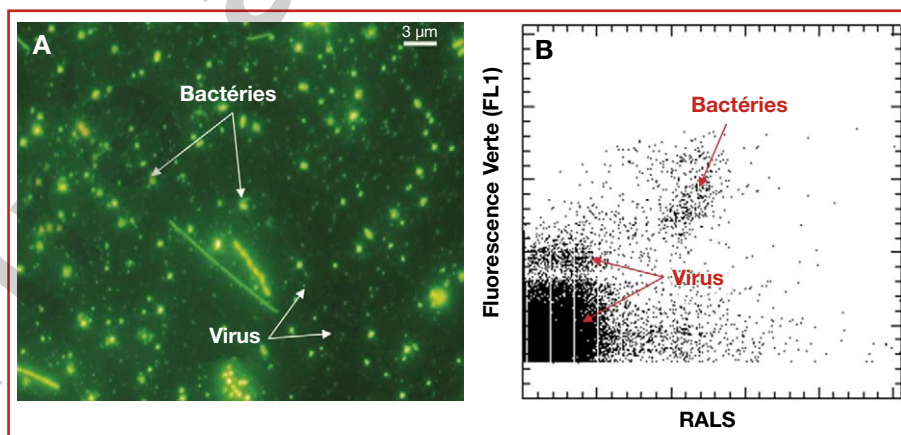 A
3 µm
Bactéries
Virus
B
Fluorescence Verte (FL1)
Bactéries
Virus
RALS